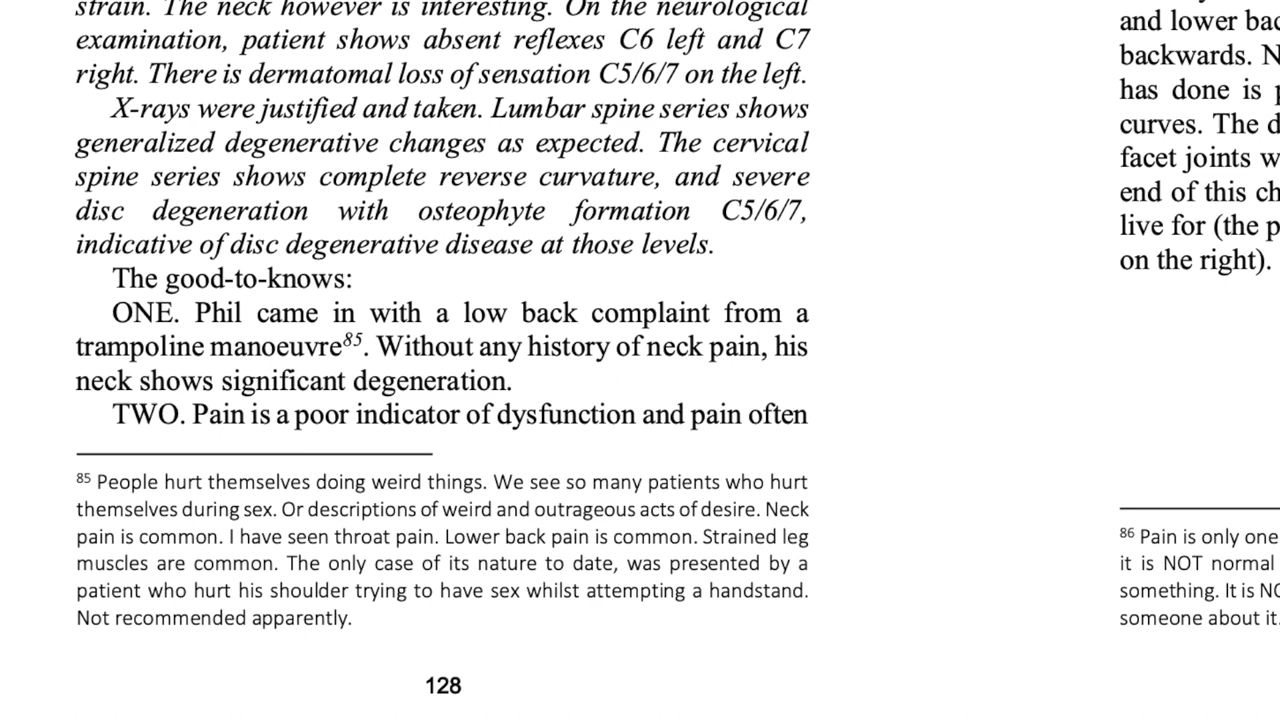 strain. The neck however is interesting. On the neurological
examination, patient shows absent reflexes C6 left and C7
right. There is dermatomal loss of sensation C5/6/7 on the left.
X-rays were justified and taken. Lumbar spine series shows
generalized degenerative changes as expected. The cervical
spine series shows complete reverse curvature, and severe
disc degeneration with osteophyte formation C5/6/7,
indicative of disc degenerative disease at those levels.
The good-to-knows:
ONE. Phil came in with a low back complaint from a
trampoline manoeuvre85. Without any history of neck pain, his
neck shows significant degeneration.
TWO. Pain is a poor indicator of dysfunction and pain often
85 People hurt themselves doing weird things. We see so many patients who hurt
themselves during sex. Or descriptions of weird and outrageous acts of desire. Neck
pain is common. I have seen throat pain. Lower back pain is common. Strained leg
muscles are common. The only case of its nature to date, was presented by a
patient who hurt his shoulder trying to have sex whilst attempting a handstand.
Not recommended apparently.
128
and lower bac
backwards. N
has done is p
curves. The d
facet joints w
end of this ch
live for (the p
on the right).
86 Pain is only one
it is NOT normal
something. It is NO
someone about it.